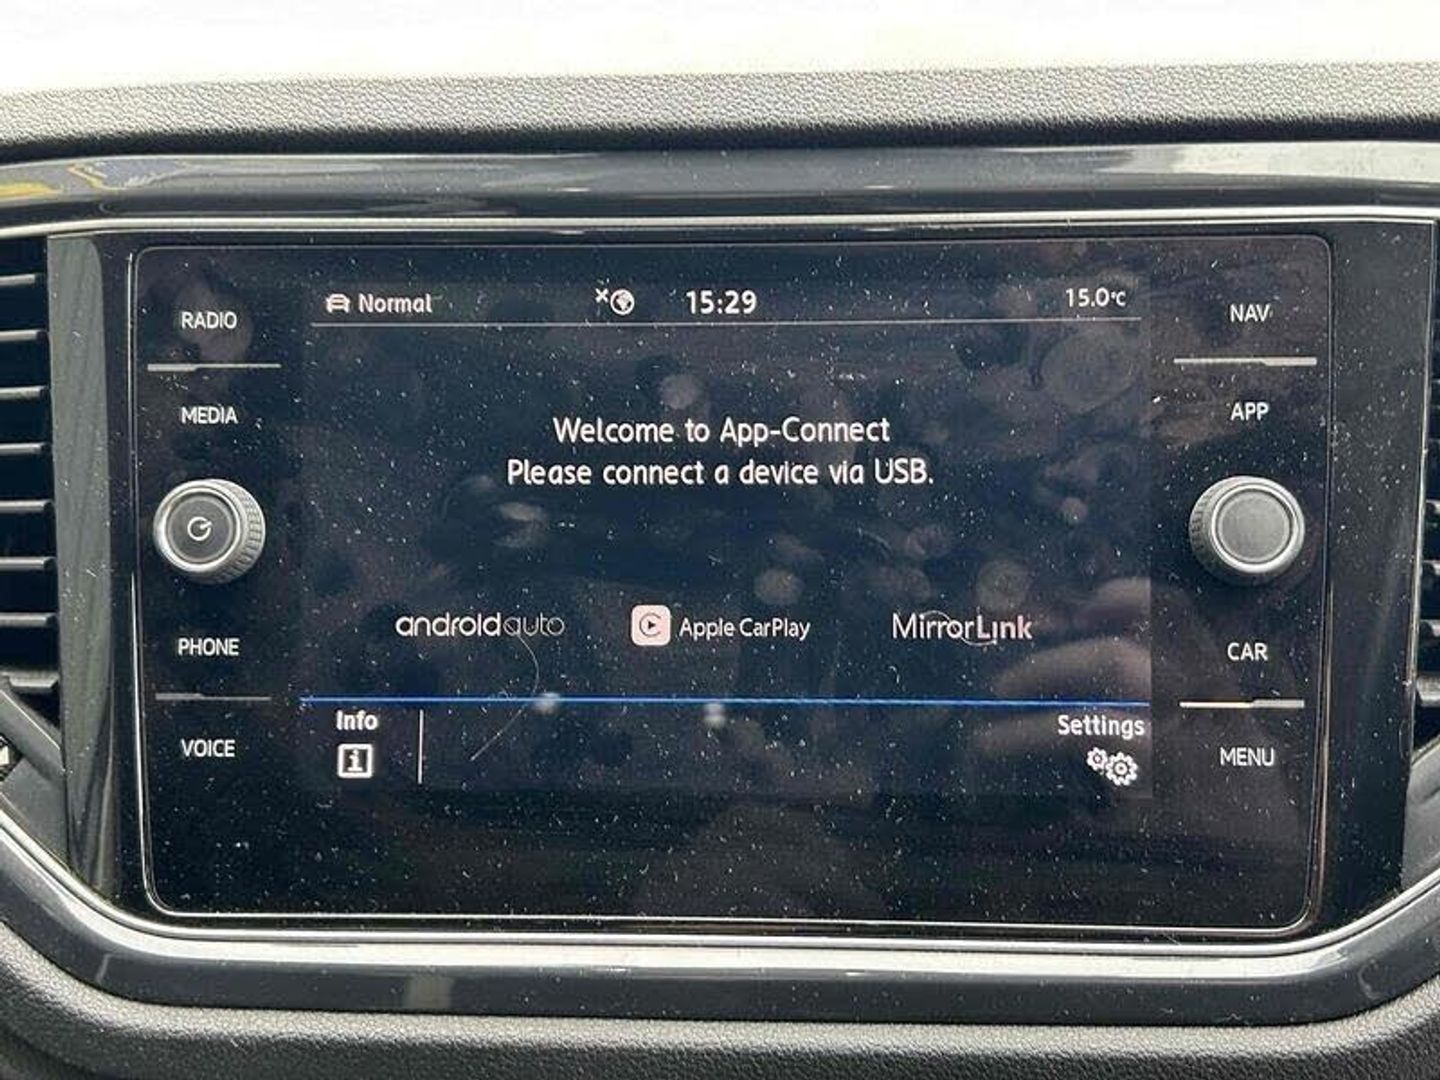 Normal 15:29 15.0°C
RADIO
MEDIA
PHONE
VOICE
Welcome to App-Connect
Please connect a device via USB.
androidauto Apple CarPlay MirrorLink
Info
Settings
NAV
APP
CAR
MENU